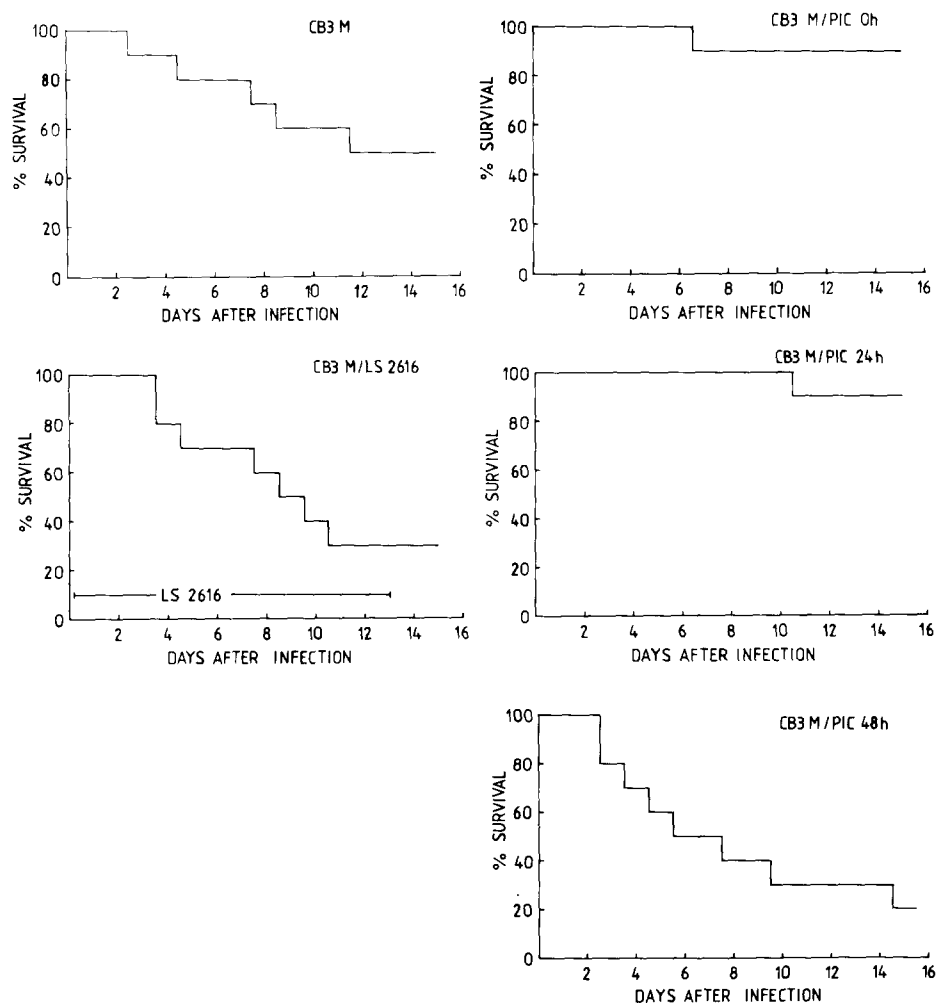 CB3 M
% SURVIVAL
100
80
60
40
20
0
2 4 6 8 10 12 14 16
DAYS AFTER INFECTION
CB3 M/PIC 0h
% SURVIVAL
100
80
60
40
20
0
2 4 6 8 10 12 14 16
DAYS AFTER INFECTION
CB3 M/LS 2616
% SURVIVAL
100
80
60
40
20
0
LS 2616
2 4 6 8 10 12 14 16
DAYS AFTER INFECTION
CB3 M/PIC 24h
% SURVIVAL
100
80
60
40
20
0
2 4 6 8 10 12 14 16
DAYS AFTER INFECTION
CB3 M/PIC 48h
% SURVIVAL
100
80
60
40
20
0
2 4 6 8 10 12 14 16
DAYS AFTER INFECTION